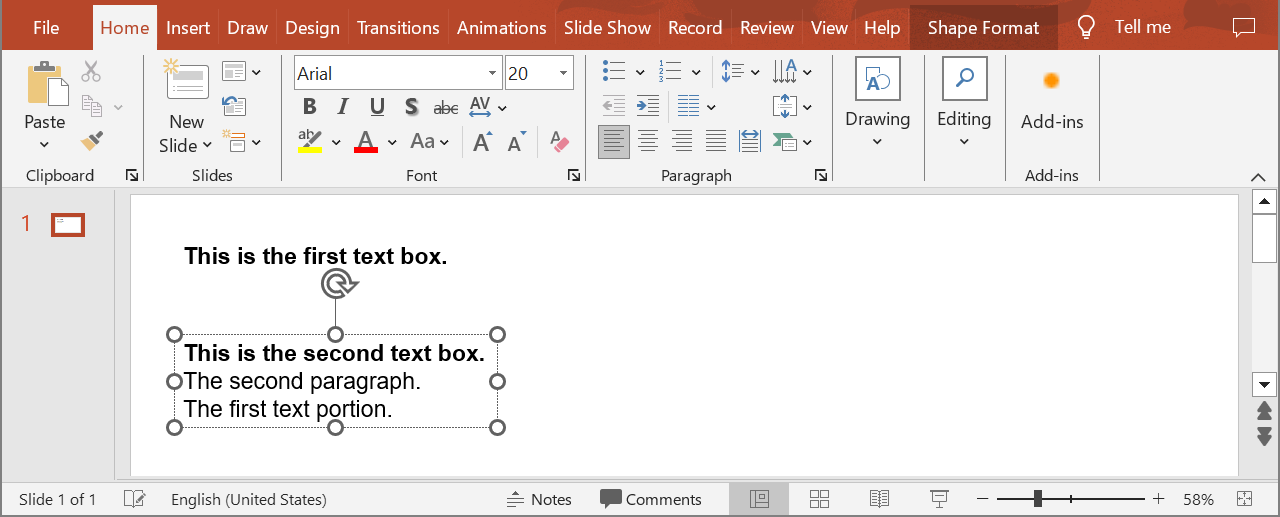 File Home Insert Draw Design Transitions Animations Slide Show Record Review View Help Shape Format Tell me
Arial 20
B I U S abc AV
ab A Aa A A A
Paste
New
Slide
Drawing
Editing
Add-ins
Clipboard Slides Font Paragraph Add-ins
1
This is the first text box.
This is the second text box.
The second paragraph.
The first text portion.
Slide 1 of 1 English (United States) Notes Comments 58%